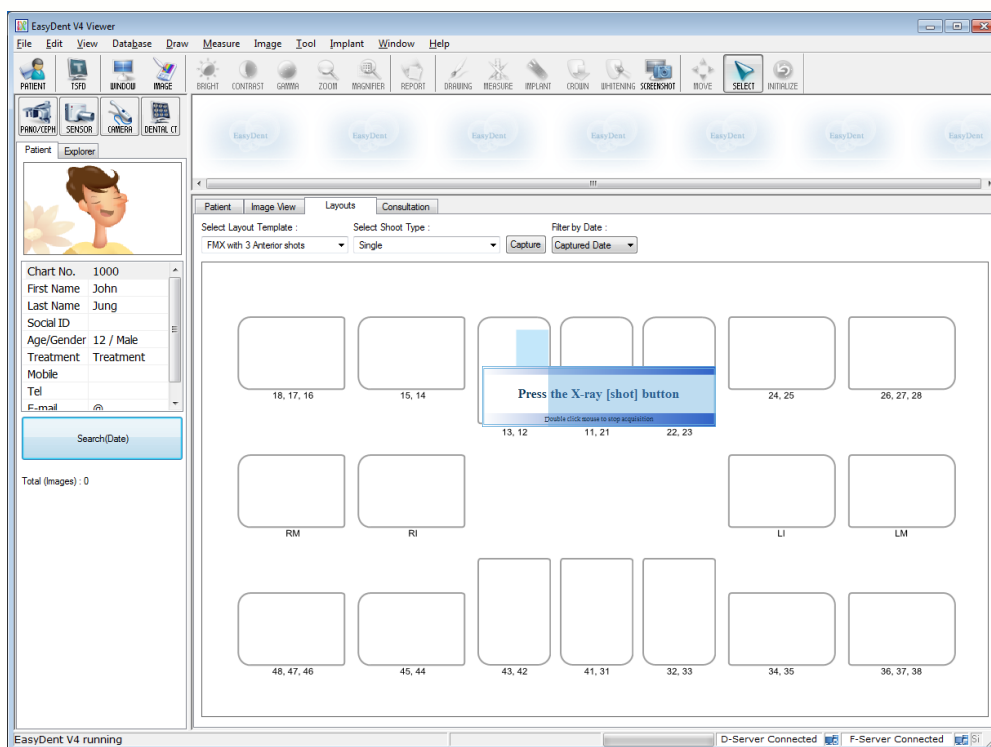 EasyDent V4 Viewer
File Edit View Database Draw Measure Image Tool Implant Window Help
PATIENT TSFD WINDOW IMAGE BRIGHT CONTRAST GAMMA ZOOM MAGNIFIER REPORT DRAWING MEASURE IMPLANT CROWN WHITENING SCREENSHOT MOVE SELECT INITIALIZE
PANO/CEPH SENSOR CAMERA DENTAL CT
EasyDent EasyDent EasyDent EasyDent EasyDent EasyDent EasyDent
Patient Explorer
Patient Image View Layouts Consultation
Select Layout Template : Select Shoot Type : Filter by Date :
FMX with 3 Anterior shots Single Capture Captured Date
Chart No. 1000
First Name John
Last Name Jung
Social ID
Age/Gender 12 / Male
Treatment Treatment
Mobile
Tel
E-mail @
Search(Date)
Total (Images) : 0
18, 17, 16 15, 14 24, 25 26, 27, 28
Press the X-ray [shot] button
Double click mouse to stop acquisition
13, 12 11, 21 22, 23
RM RI LI LM
48, 47, 46 45, 44 43, 42 41, 31 32, 33 34, 35 36, 37, 38
EasyDent V4 running D-Server Connected F-Server Connected Si